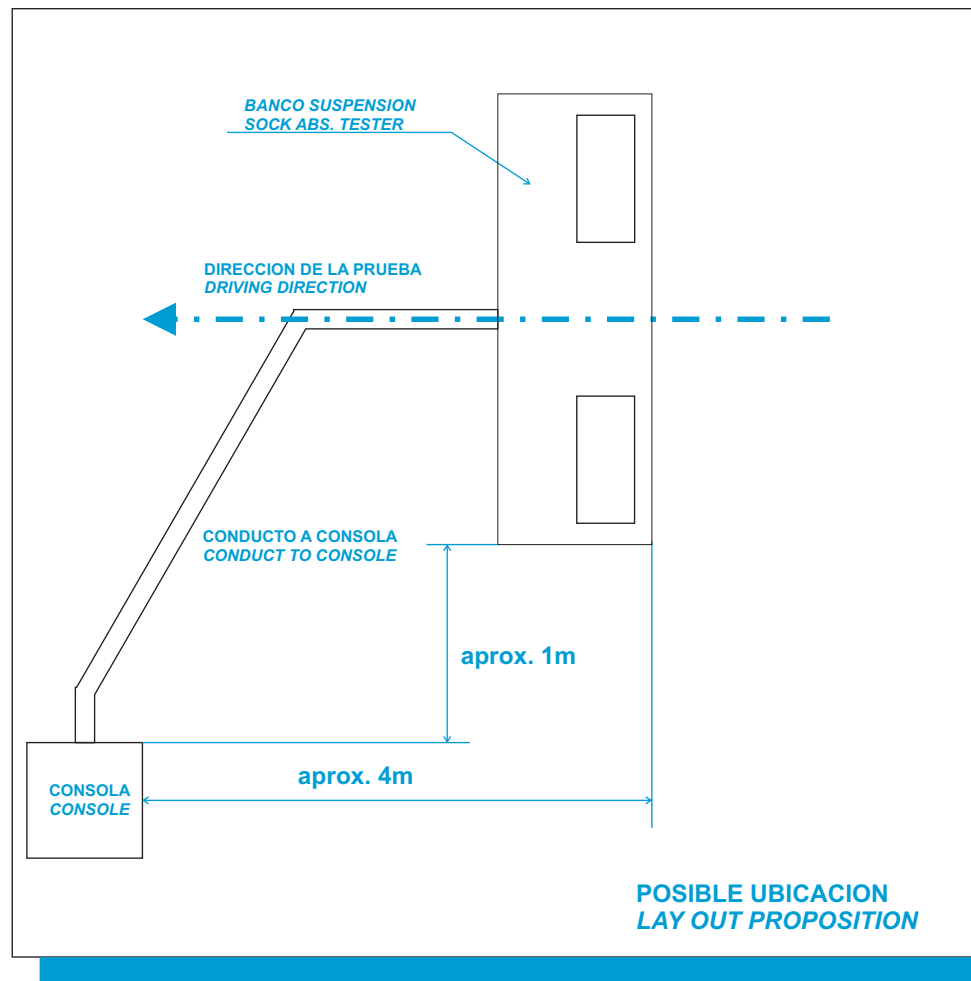 BANCO SUSPENSION
SOCK ABS. TESTER
DIRECCION DE LA PRUEBA
DRIVING DIRECTION
CONDUCTO A CONSOLA
CONDUCT TO CONSOLE
aprox. 1m
aprox. 4m
CONSOLA
CONSOLE
POSIBLE UBICACION
LAY OUT PROPOSITION